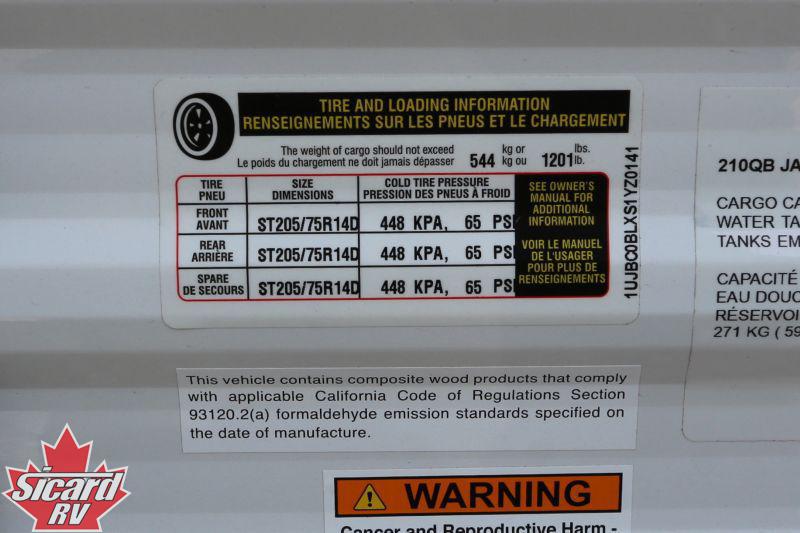 TIRE AND LOADING INFORMATION
RENSEIGNEMENTS SUR LES PNEUS ET LE CHARGEMENT
The weight of cargo should not exceed kg or lbs.
Le poids du chargement ne doit jamais dépasser 544 kg ou 1201 lb.
TIRE SIZE COLD TIRE PRESSURE
PNEU DIMENSIONS PRESSION DES PNEUS À FROID
FRONT
AVANT ST205/75R14D 448 KPA, 65 PSI
REAR
ARRIÈRE ST205/75R14D 448 KPA, 65 PSI
SPARE
DE SECOURS ST205/75R14D 448 KPA, 65 PSI
SEE OWNER'S
MANUAL FOR
ADDITIONAL
INFORMATION
VOIR LE MANUEL
DE L'USAGER
POUR PLUS DE
RENSEIGNEMENTS
1UJBC0BLXS1YZ0141
210QB JA
CARGO CA
WATER TA
TANKS EM
CAPACITÉ
EAU DOUC
RÉSERVOI
271 KG ( 59
This vehicle contains composite wood products that comply
with applicable California Code of Regulations Section
93120.2(a) formaldehyde emission standards specified on
the date of manufacture.
WARNING
Cancer and Reproductive Harm -
Sicard
RV